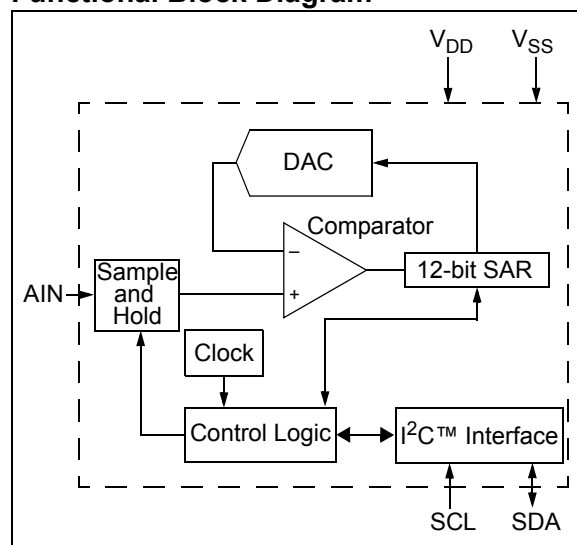 Functional Block Diagram
VDD
VSS
DAC
Comparator
–
+
12-bit SAR
AIN
Sample
and
Hold
Clock
Control Logic
I²C™ Interface
SCL
SDA